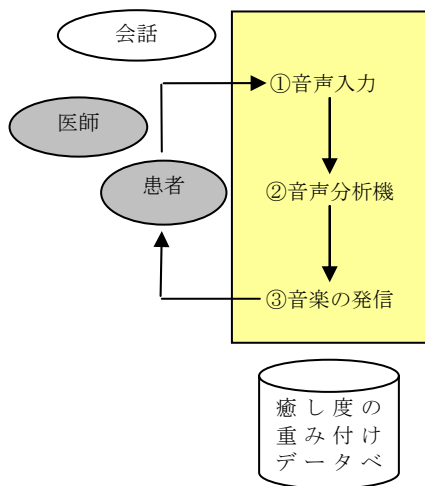 会話
①音声入力
医師
患者
②音声分析機
③音楽の発信
癒し度の
重み付け
データベ